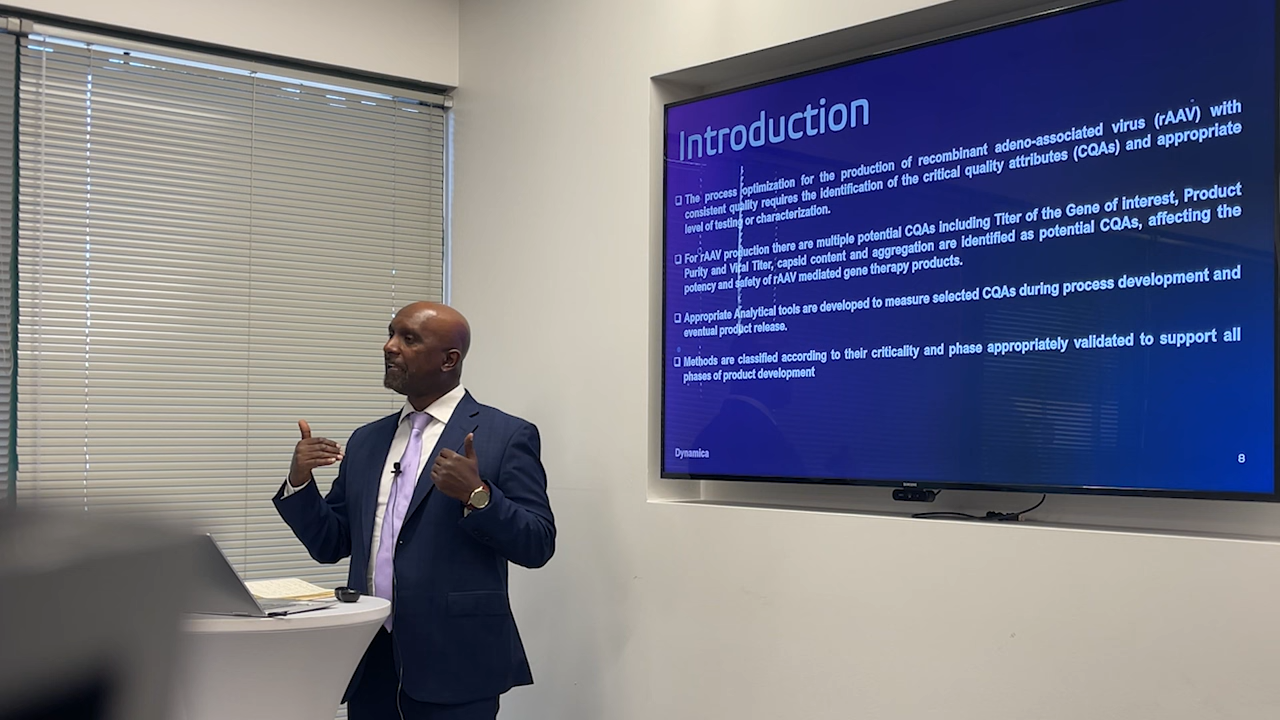 Introduction
❑ The process optimization for the production of recombinant adeno-associated virus (rAAV) with
consistent quality requires the identification of the critical quality attributes (CQAs) and appropriate
level of testing or characterization.
❑ For rAAV production there are multiple potential CQAs including Titer of the Gene of Interest, Product
Purity and Viral Titer, capsid content and aggregation are identified as potential CQAs, affecting the
potency and safety of rAAV mediated gene therapy products.
❑ Appropriate Analytical tools are developed to measure selected CQAs during process development and
eventual product release.
❑ Methods are classified according to their criticality and phase appropriately validated to support all
phases of product development
Dynamica
8
SAMSUNG